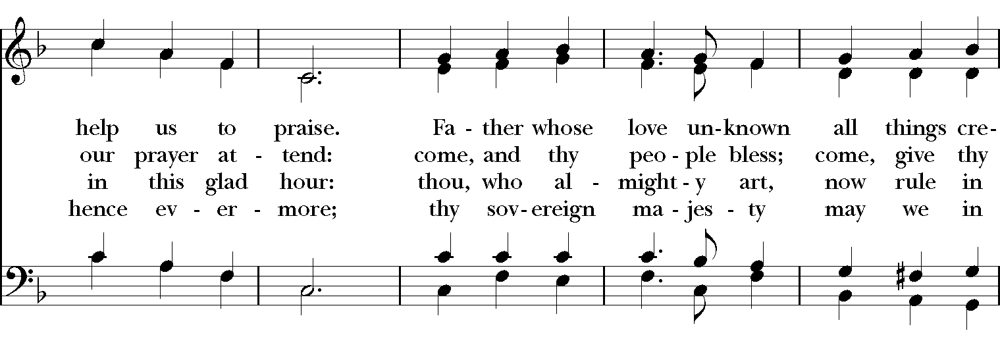 help us to praise. Fa - ther whose love un-known all things cre-
our prayer at - tend: come, and thy peo - ple bless; come, give thy
in this glad hour: thou, who al - might - y art, now rule in
hence ev - er - more; thy sov-ereign ma - jes - ty may we in